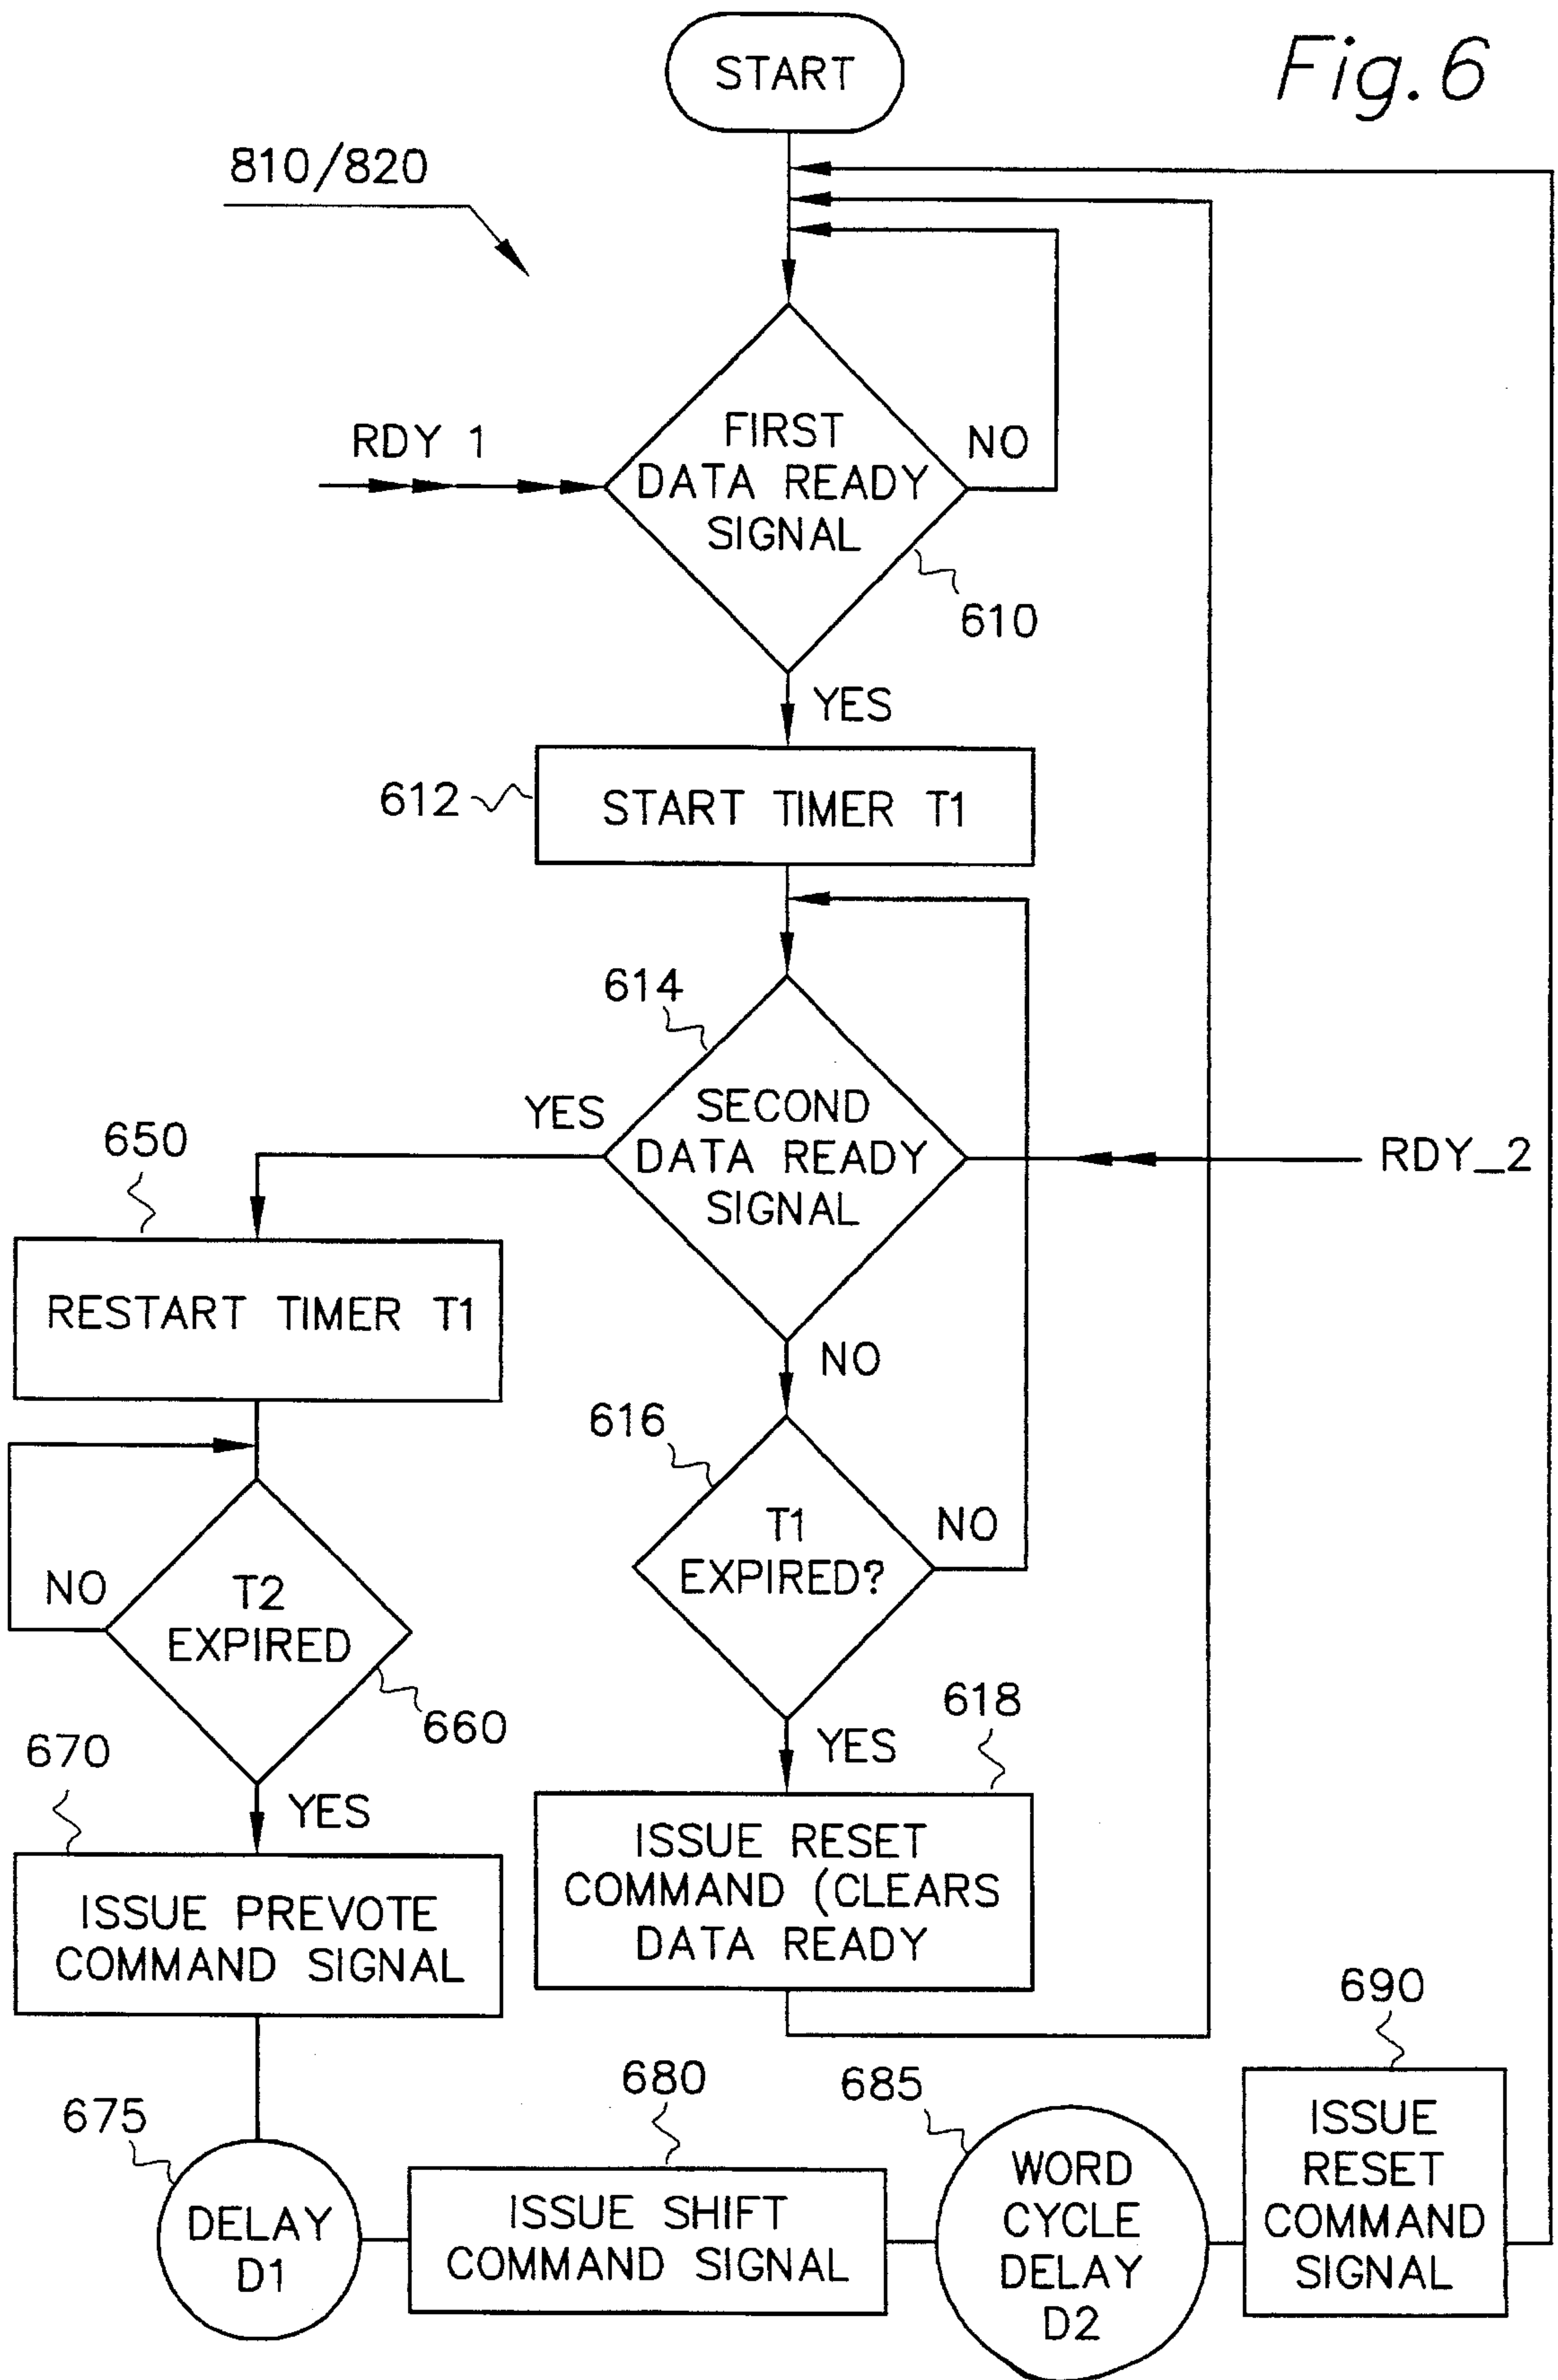 Fig. 6
START
810/820
RDY 1
FIRST
DATA READY
SIGNAL
NO
610
YES
612
START TIMER T1
614
YES
SECOND
DATA READY
SIGNAL
RDY_2
650
RESTART TIMER T1
NO
616
T1
EXPIRED?
NO
NO
T2
EXPIRED
660
618
YES
670
YES
ISSUE RESET
COMMAND (CLEARS
DATA READY
ISSUE PREVOTE
COMMAND SIGNAL
690
680
685
675
DELAY
D1
ISSUE SHIFT
COMMAND SIGNAL
WORD
CYCLE
DELAY
D2
ISSUE
RESET
COMMAND
SIGNAL